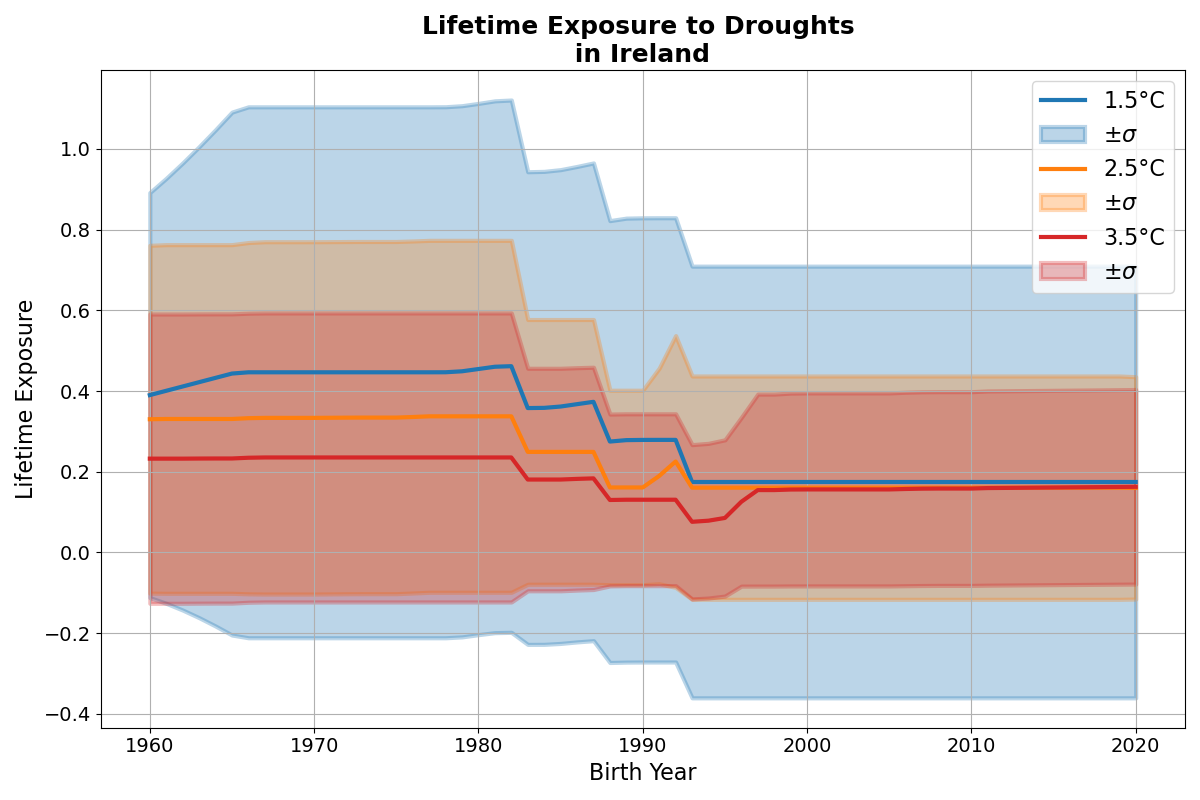 Lifetime Exposure to Droughts
in Ireland
1.5°C
±σ
2.5°C
±σ
3.5°C
±σ
Lifetime Exposure
1.0
0.8
0.6
0.4
0.2
0.0
−0.2
−0.4
1960 1970 1980 1990 2000 2010 2020
Birth Year